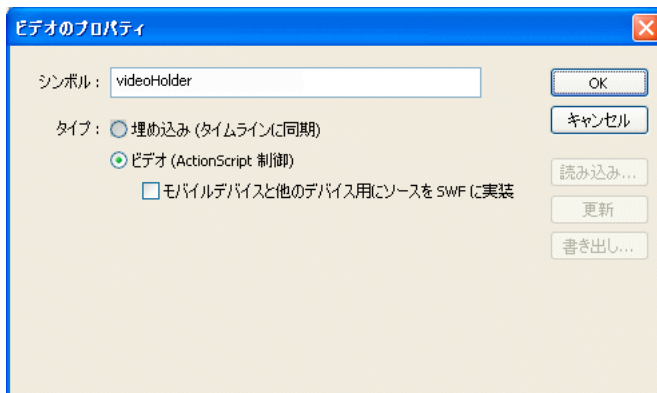 ビデオのプロパティ
シンボル： videoHolder
OK
タイプ： 埋め込み (タイムラインに同期)
キャンセル
ビデオ (ActionScript 制御)
モバイルデバイスと他のデバイス用にソースを SWF に実装
読み込み...
更新
書き出し...